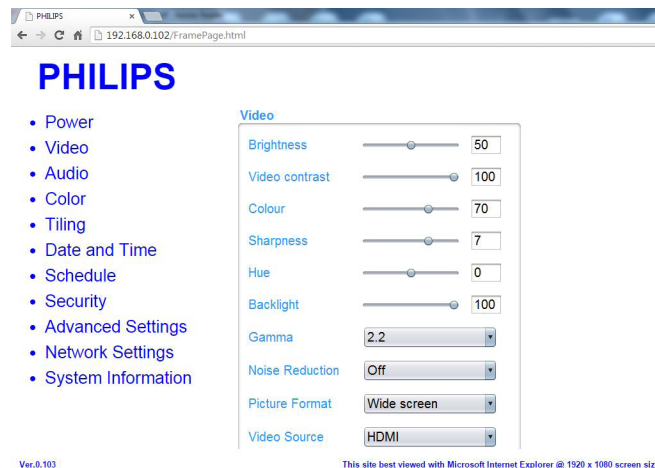 PHILIPS
192.168.0.102/FramePage.html
PHILIPS
Power
Video
Audio
Color
Tiling
Date and Time
Schedule
Security
Advanced Settings
Network Settings
System Information
Video
Brightness 50
Video contrast 100
Colour 70
Sharpness 7
Hue 0
Backlight 100
Gamma 2.2
Noise Reduction Off
Picture Format Wide screen
Video Source HDMI
Ver.0.103
This site best viewed with Microsoft Internet Explorer @ 1920 x 1080 screen siz